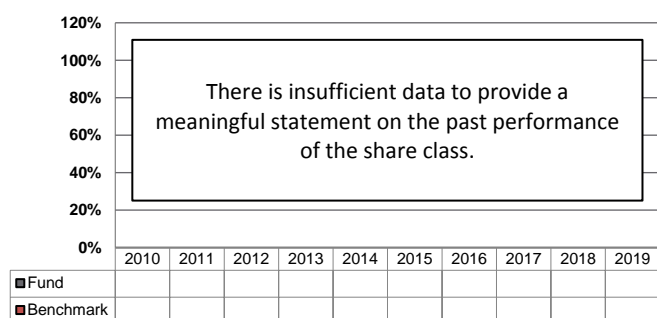 120%
100%
80%
60%
40%
20%
0%
There is insufficient data to provide a
meaningful statement on the past performance
of the share class.
2010 2011 2012 2013 2014 2015 2016 2017 2018 2019
Fund
Benchmark